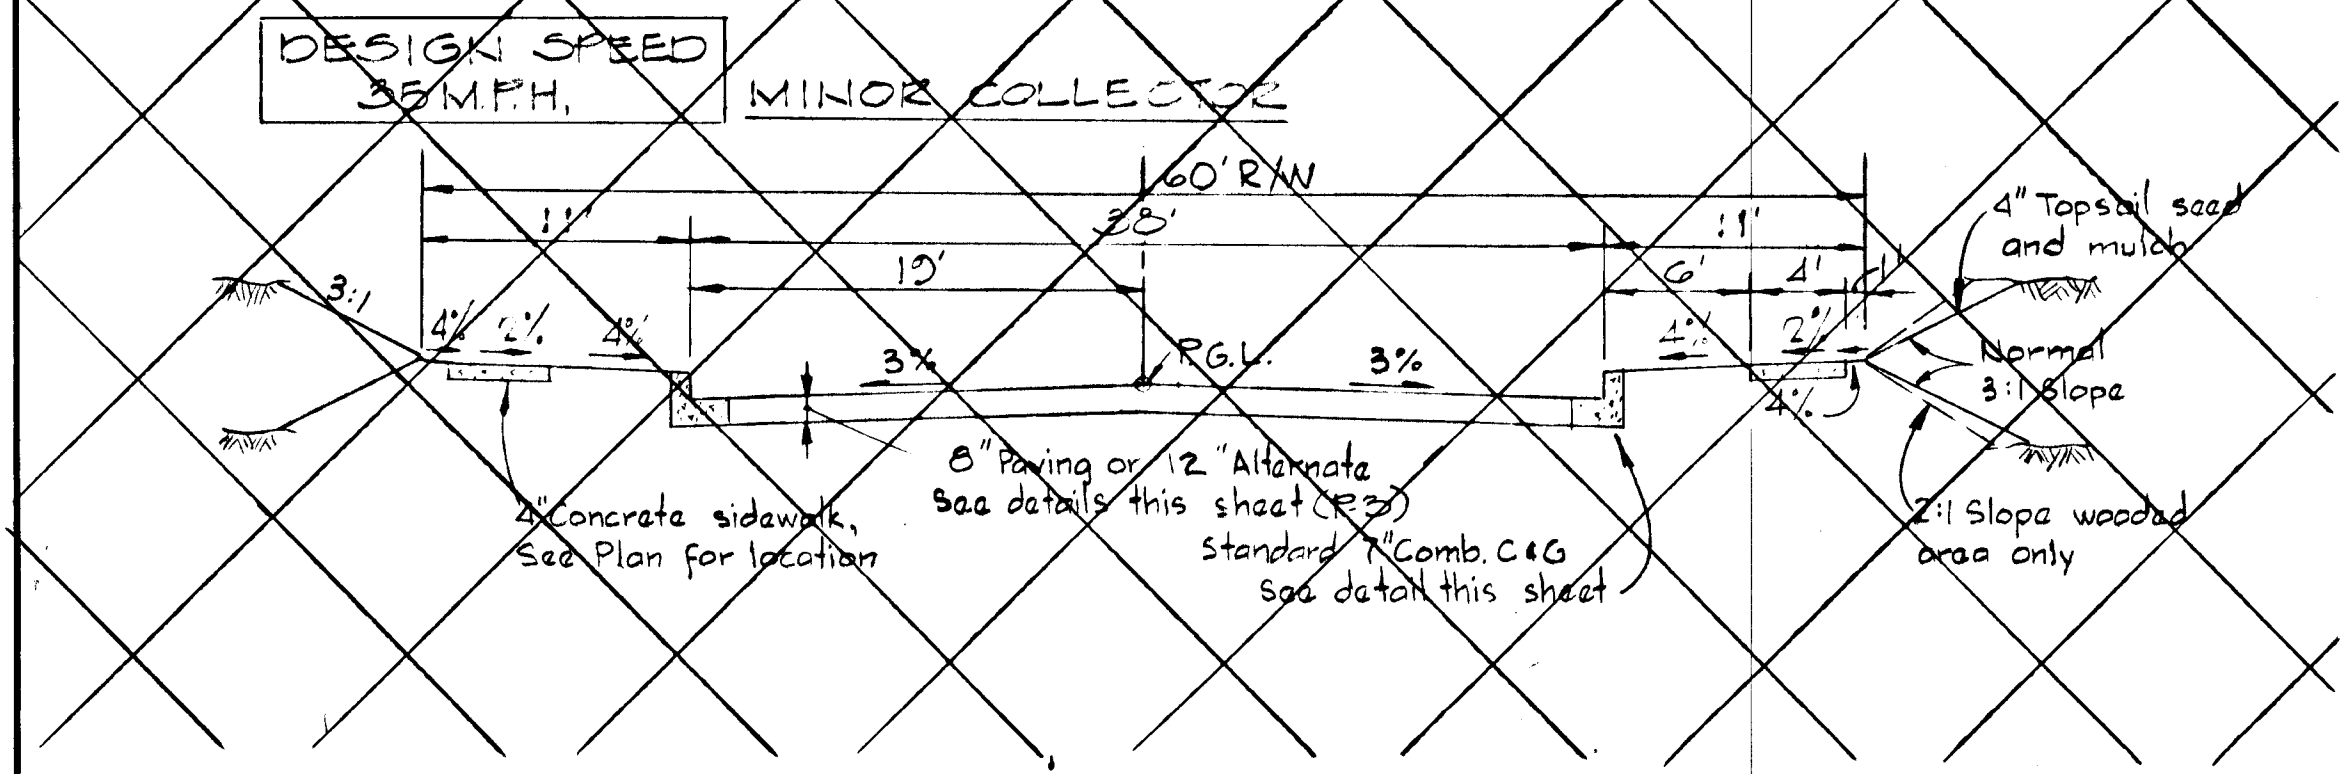 DESIGN SPEED
35 M.P.H.
MINOR COLLECTOR
60' R/W
11'
38'
11'
19'
6'
4'
1'
4" Topsoil seed
and mulch
3:1
4%
2%
4%
3%
P.G.L.
3%
4%
2%
4%
Normal
3:1 Slope
8" Paving or 12" Alternate
See details this sheet (P-3)
4" Concrete sidewalk,
See Plan for location
Standard 7" Comb. C&G
See detail this sheet
2:1 Slope wooded
area only